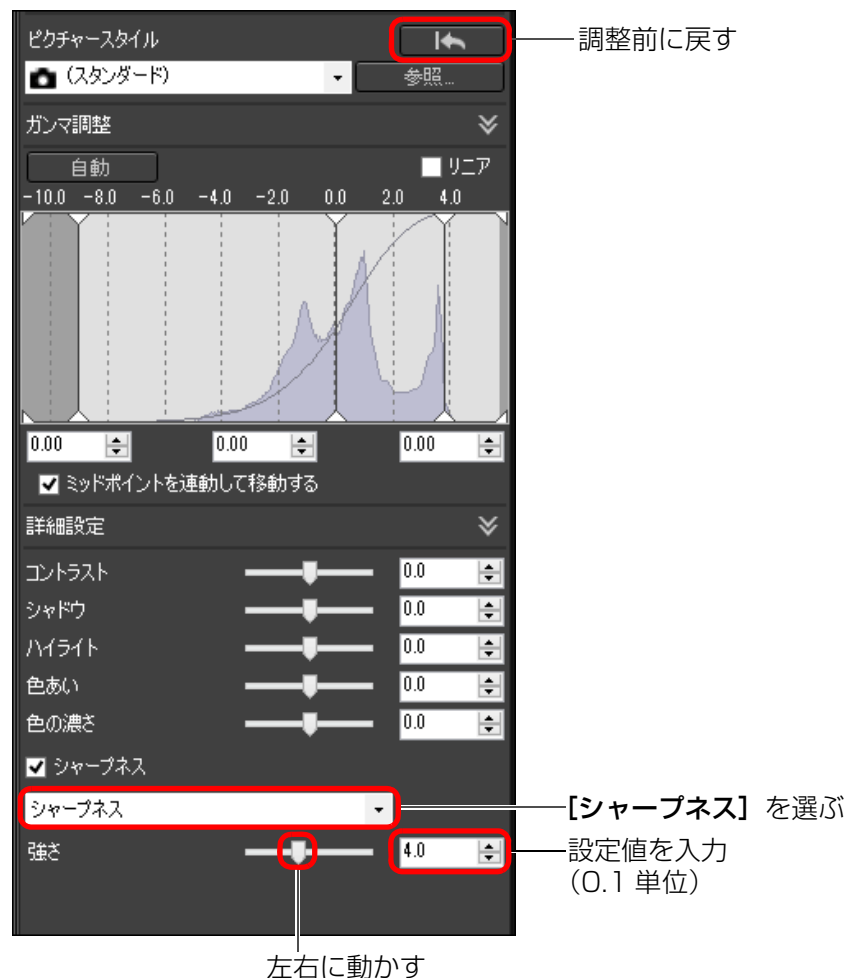 ピクチャースタイル
調整前に戻す
(スタンダード)
参照...
ガンマ調整
自動
リニア
-10.0 -8.0 -6.0 -4.0 -2.0 0.0 2.0 4.0
0.00 0.00 0.00
ミッドポイントを連動して移動する
詳細設定
コントラスト 0.0
シャドウ 0.0
ハイライト 0.0
色あい 0.0
色の濃さ 0.0
シャープネス
シャープネス
[シャープネス] を選ぶ
強さ 4.0
設定値を入力
(0.1 単位)
左右に動かす